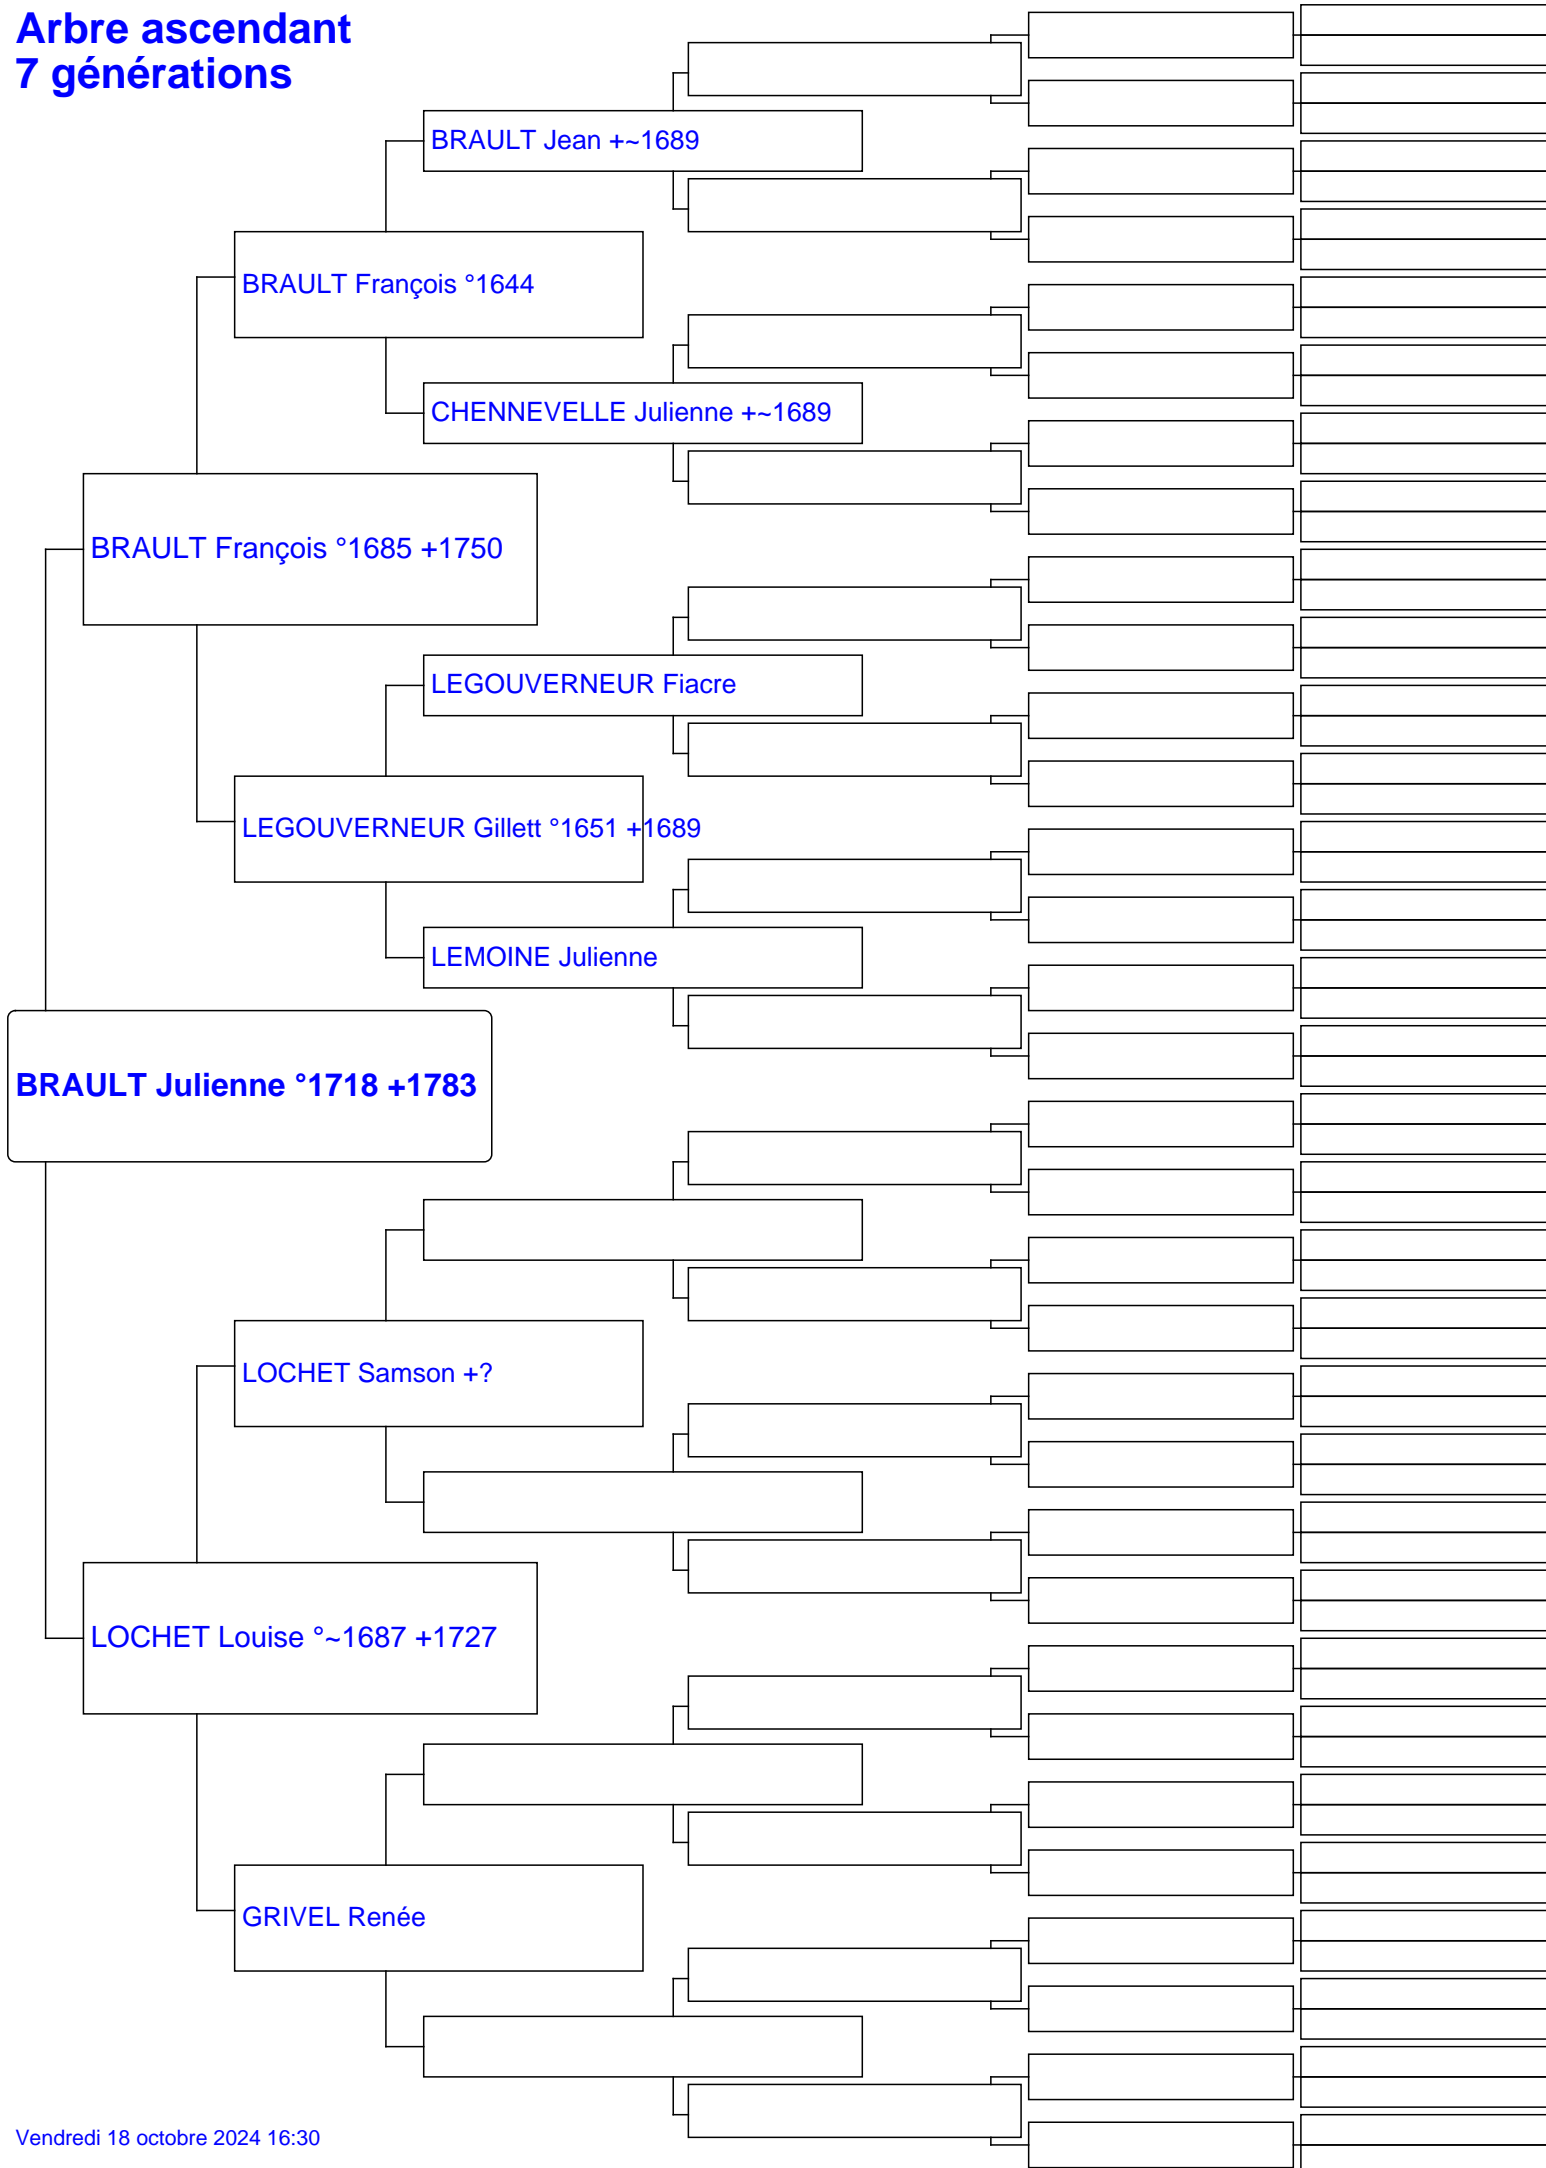 Arbre ascendant
7 générations
BRAULT Jean +~1689
BRAULT François °1644
CHENNEVELLE Julienne +~1689
BRAULT François °1685 +1750
LEGOUVERNEUR Fiacre
LEGOUVERNEUR Gillett °1651 +1689
LEMOINE Julienne
BRAULT Julienne °1718 +1783
LOCHET Samson +?
LOCHET Louise °~1687 +1727
GRIVEL Renée
Vendredi 18 octobre 2024 16:30